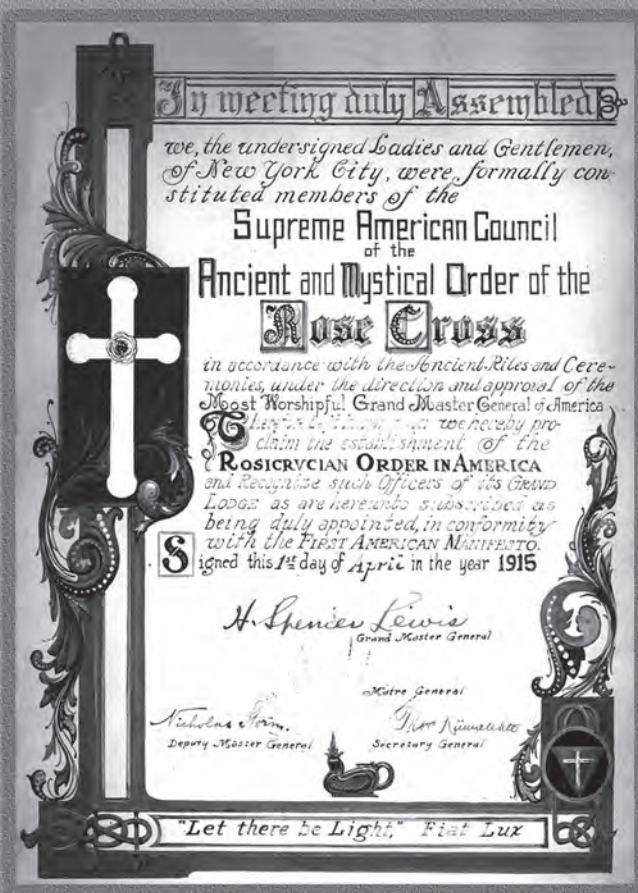 In meeting duly Assembled
we, the undersigned Ladies and Gentlemen,
of New York City, were, formally con-
stituted members of the
Supreme American Council
of the
Ancient and Mystical Order of the
Rose Cross
in accordance with the Ancient Rites and Cere-
monies, under the direction and approval of the
Most Worshipful Grand Master General of America
we hereby pro-
claim the establishment of the
ROSICRVCIAN ORDER IN AMERICA
and Recognize such Officers of its GRAND
LODGE as are hereunto subscribed as
being duly appointed, in conformity
with the FIRST AMERICAN MANIFESTO.
Signed this 1st day of April in the year 1915
H. Spencer Lewis
Grand Master General
Matre General
Nicholas Storm.
Deputy Master General
Thor
Secretary General
"Let there be Light," Fiat Lux